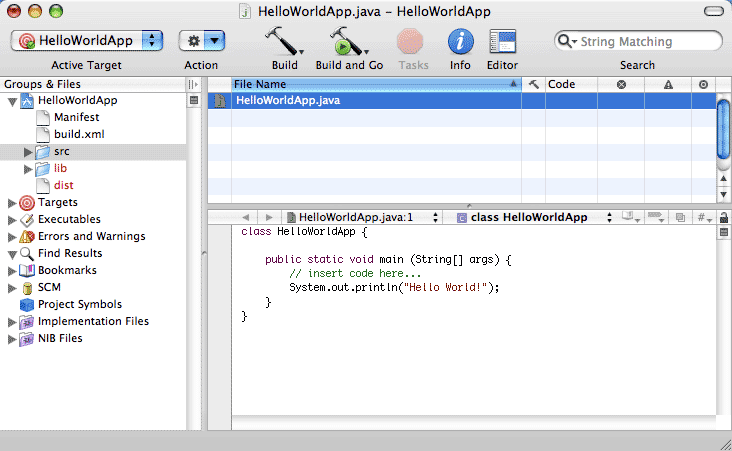 HelloWorldApp.java – HelloWorldApp
HelloWorldApp
String Matching
Active Target
Action
Build
Build and Go
Tasks
Info
Editor
Search
Groups & Files
File Name
Code
HelloWorldApp
HelloWorldApp.java
Manifest
build.xml
src
lib
dist
Targets
Executables
Errors and Warnings
Find Results
Bookmarks
SCM
Project Symbols
Implementation Files
NIB Files
HelloWorldApp.java:1
class HelloWorldApp
#
class HelloWorldApp {
public static void main (String[] args) {
// insert code here...
System.out.println("Hello World!");
}
}